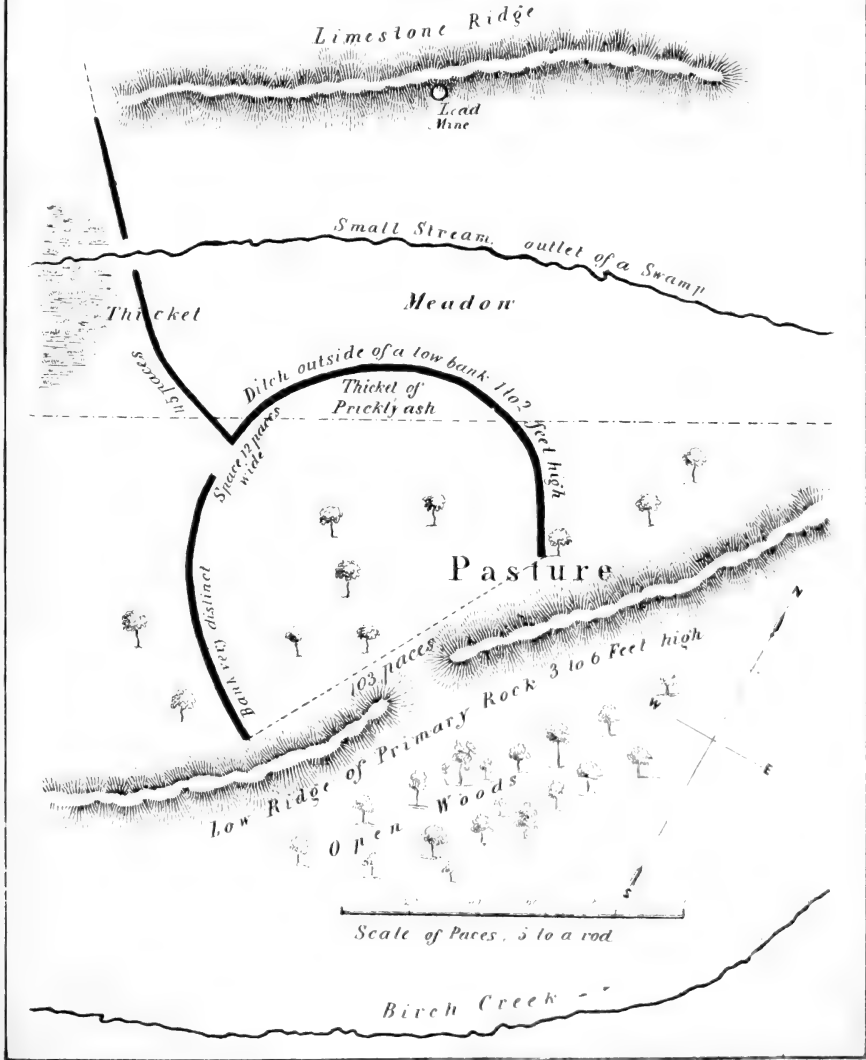 Limestone Ridge
Lead
Mine
Small Stream, outlet of a Swamp
Thicket
Meadow
115 paces
Ditch outside of a low bank 1 to 2 feet high
Thicket of
Prickly ash
Space 12 paces
wide
Pasture
Bank very distinct
103 paces
Low Ridge of Primary Rock 3 to 6 Feet high
N
W
E
S
Open Woods
Scale of Paces, to a rod
Birch Creek